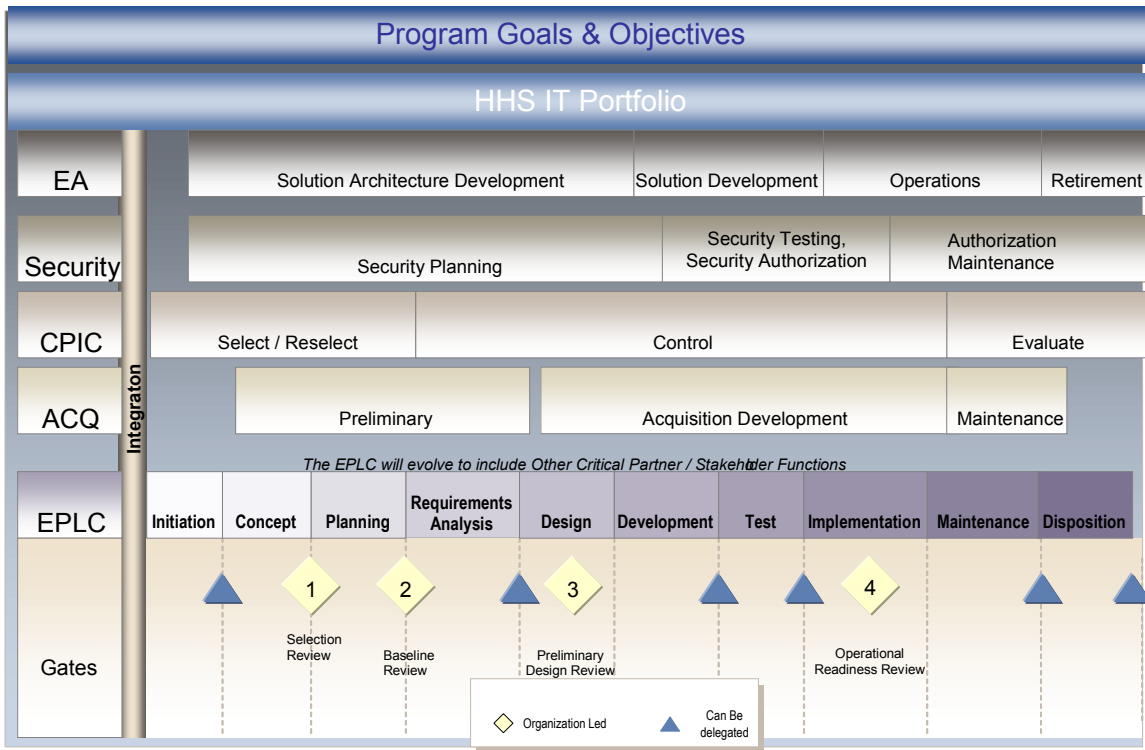 Program Goals & Objectives
HHS IT Portfolio
EA
Solution Architecture Development
Solution Development
Operations
Retirement
Security
Security Planning
Security Testing,
Security Authorization
Authorization
Maintenance
CPIC
Select / Reselect
Control
Evaluate
Integraton
ACQ
Preliminary
Acquisition Development
Maintenance
The EPLC will evolve to include Other Critical Partner / Stakeholder Functions
EPLC
Initiation
Concept
Planning
Requirements
Analysis
Design
Development
Test
Implementation
Maintenance
Disposition
Gates
1
2
3
4
Selection
Review
Baseline
Review
Preliminary
Design Review
Operational
Readiness Review
Organization Led
Can Be
delegated